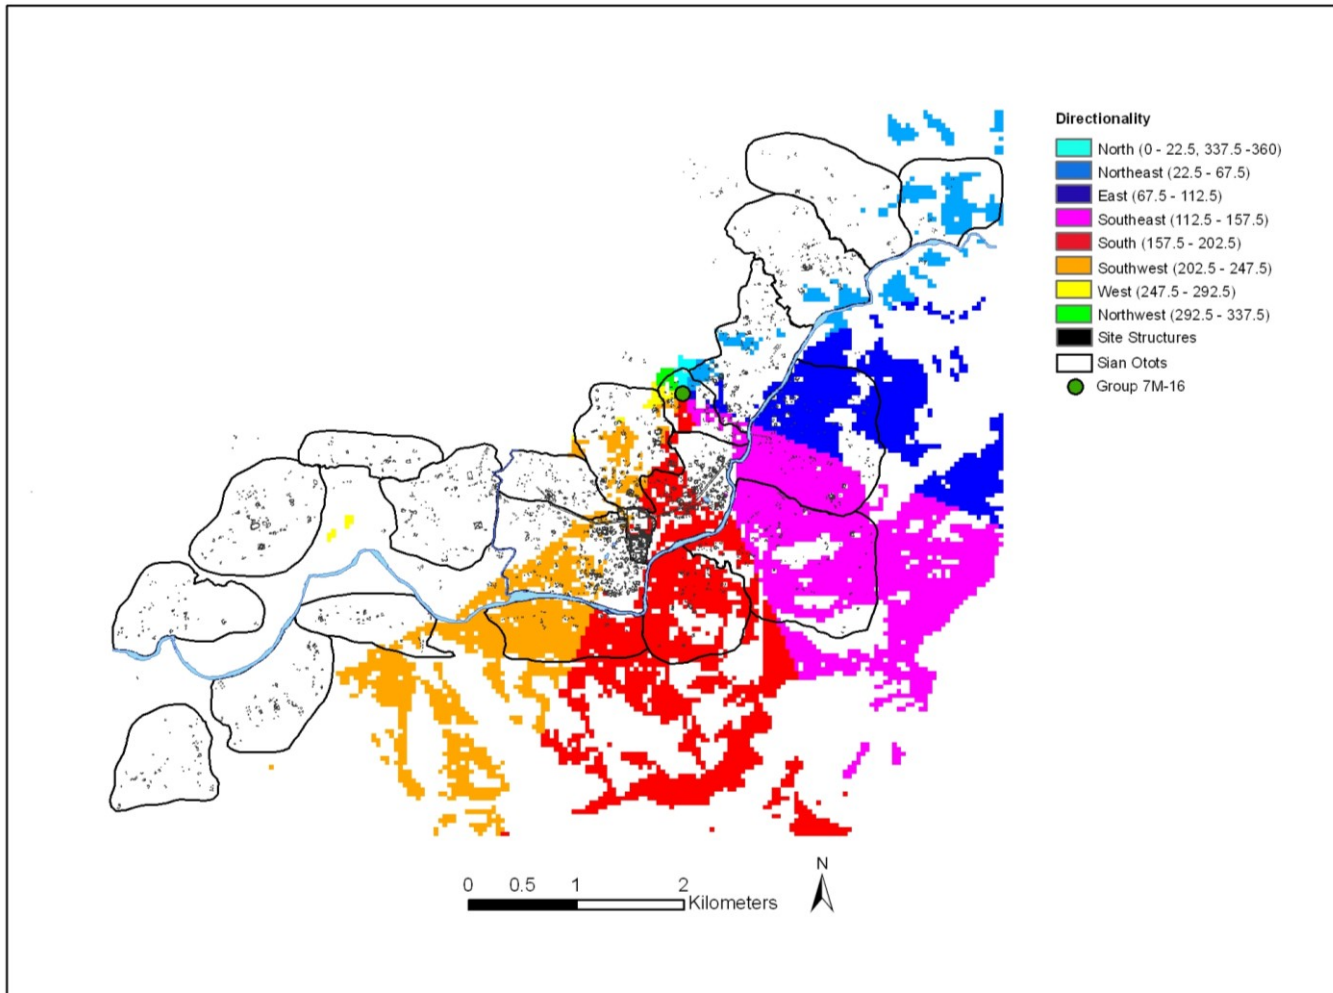 Directionality
North (0 - 22.5, 337.5 -360)
Northeast (22.5 - 67.5)
East (67.5 - 112.5)
Southeast (112.5 - 157.5)
South (157.5 - 202.5)
Southwest (202.5 - 247.5)
West (247.5 - 292.5)
Northwest (292.5 - 337.5)
Site Structures
Sian Otots
Group 7M-16
N
0 0.5 1 2
Kilometers